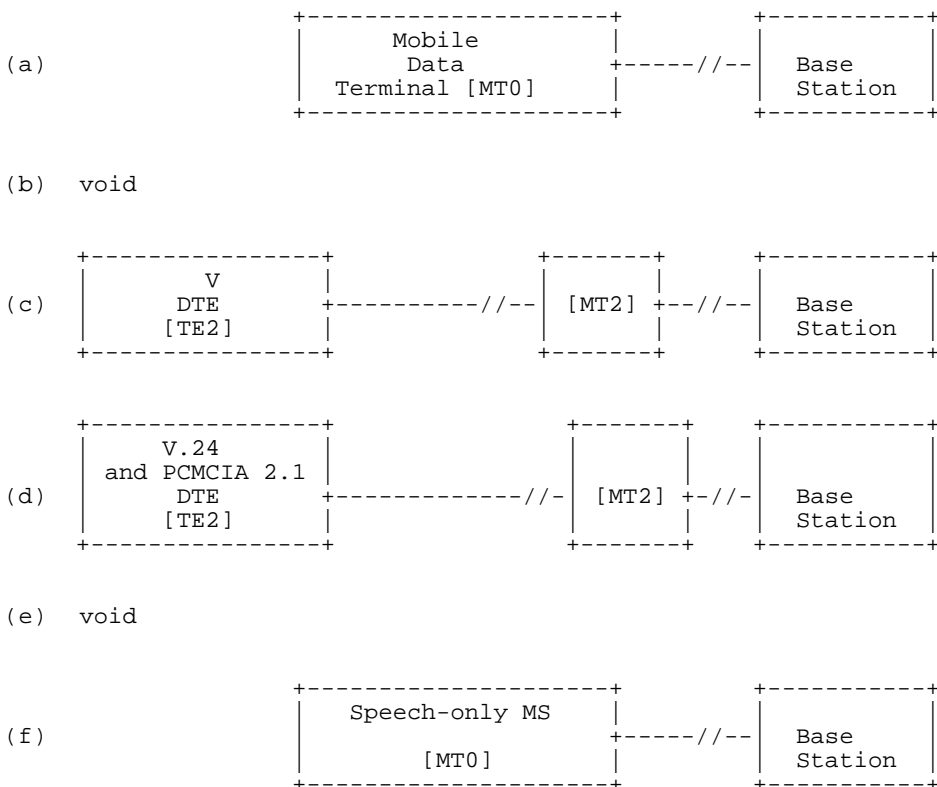 Mobile
(a) Data Base
Terminal [MT0] Station
(b) void
V
(c) DTE [MT2] Base
[TE2] Station
V.24
and PCMCIA 2.1
(d) DTE [MT2] Base
[TE2] Station
(e) void
Speech-only MS
(f) Base
[MT0] Station